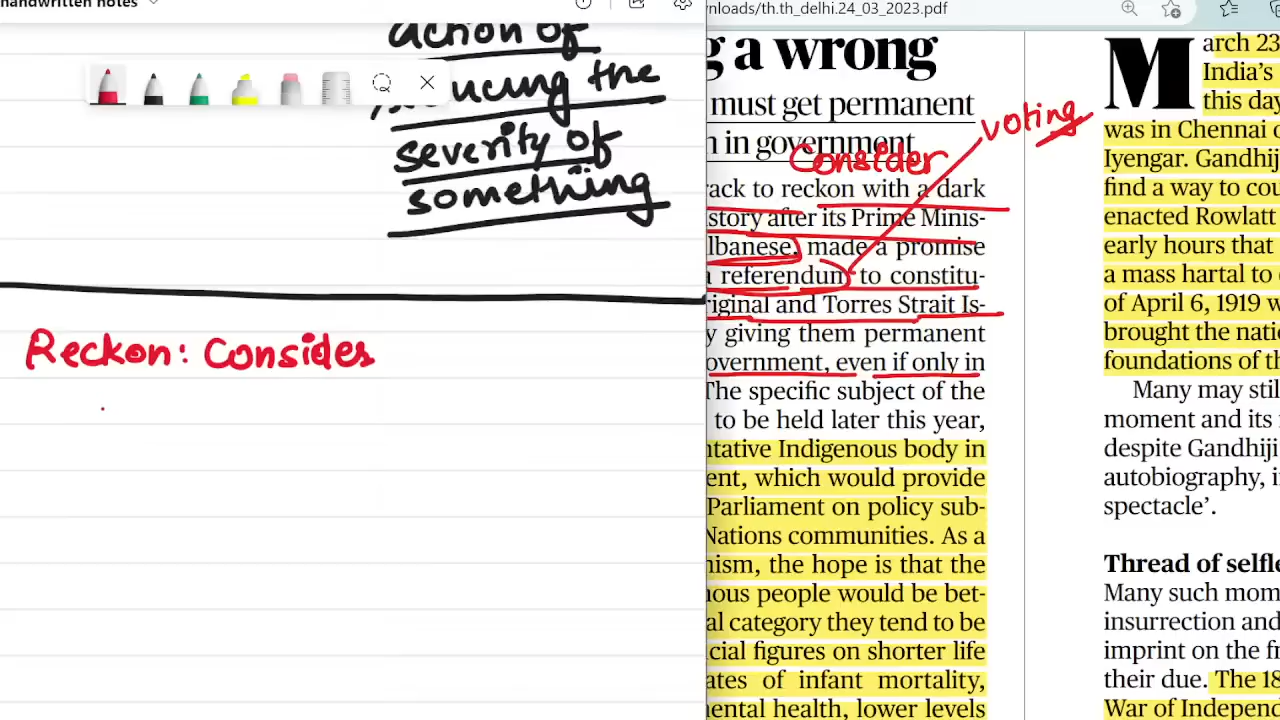 handwritten notes
action of
reducing the
severity of
something
Reckon: Consider
wnloads/th.th_delhi.24_03_2023.pdf
g a wrong
must get permanent
n in government
Consider
voting
rack to reckon with a dark
story after its Prime Minis-
lbanese, made a promise
a referendum to constitu-
riginal and Torres Strait Is-
y giving them permanent
overnment, even if only in
The specific subject of the
to be held later this year,
ntative Indigenous body in
ent, which would provide
Parliament on policy sub-
Nations communities. As a
nism, the hope is that the
nous people would be bet-
al category they tend to be
cial figures on shorter life
ates of infant mortality,
ental health, lower levels
March 23
India's
this day
was in Chennai
Iyengar. Gandhij
find a way to cou
enacted Rowlatt
early hours that
a mass hartal to
of April 6, 1919 w
brought the natio
foundations of th
Many may stil
moment and its
despite Gandhiji
autobiography, i
spectacle'.
Thread of selfle
Many such mom
insurrection and
imprint on the fr
their due. The 18
War of Independ